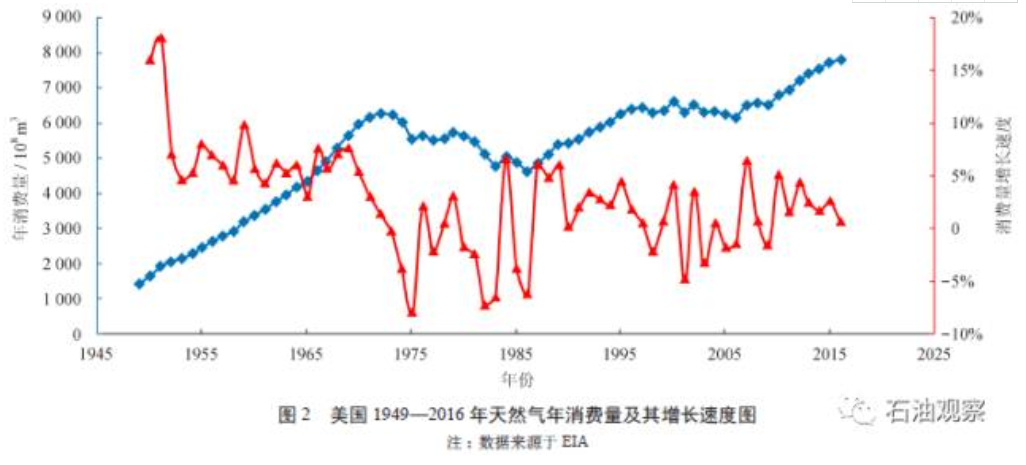 9 000
8 000
7 000
6 000
5 000
4 000
3 000
2 000
1 000
0
年消费量 / 10⁸m³
20%
15%
10%
5%
0
-5%
-10%
消费量增长速度
1945 1955 1965 1975 1985 1995 2005 2015 2025
年份
图 2 美国 1949—2016 年天然气年消费量及其增长速度图
注：数据来源于 EIA
石油观察